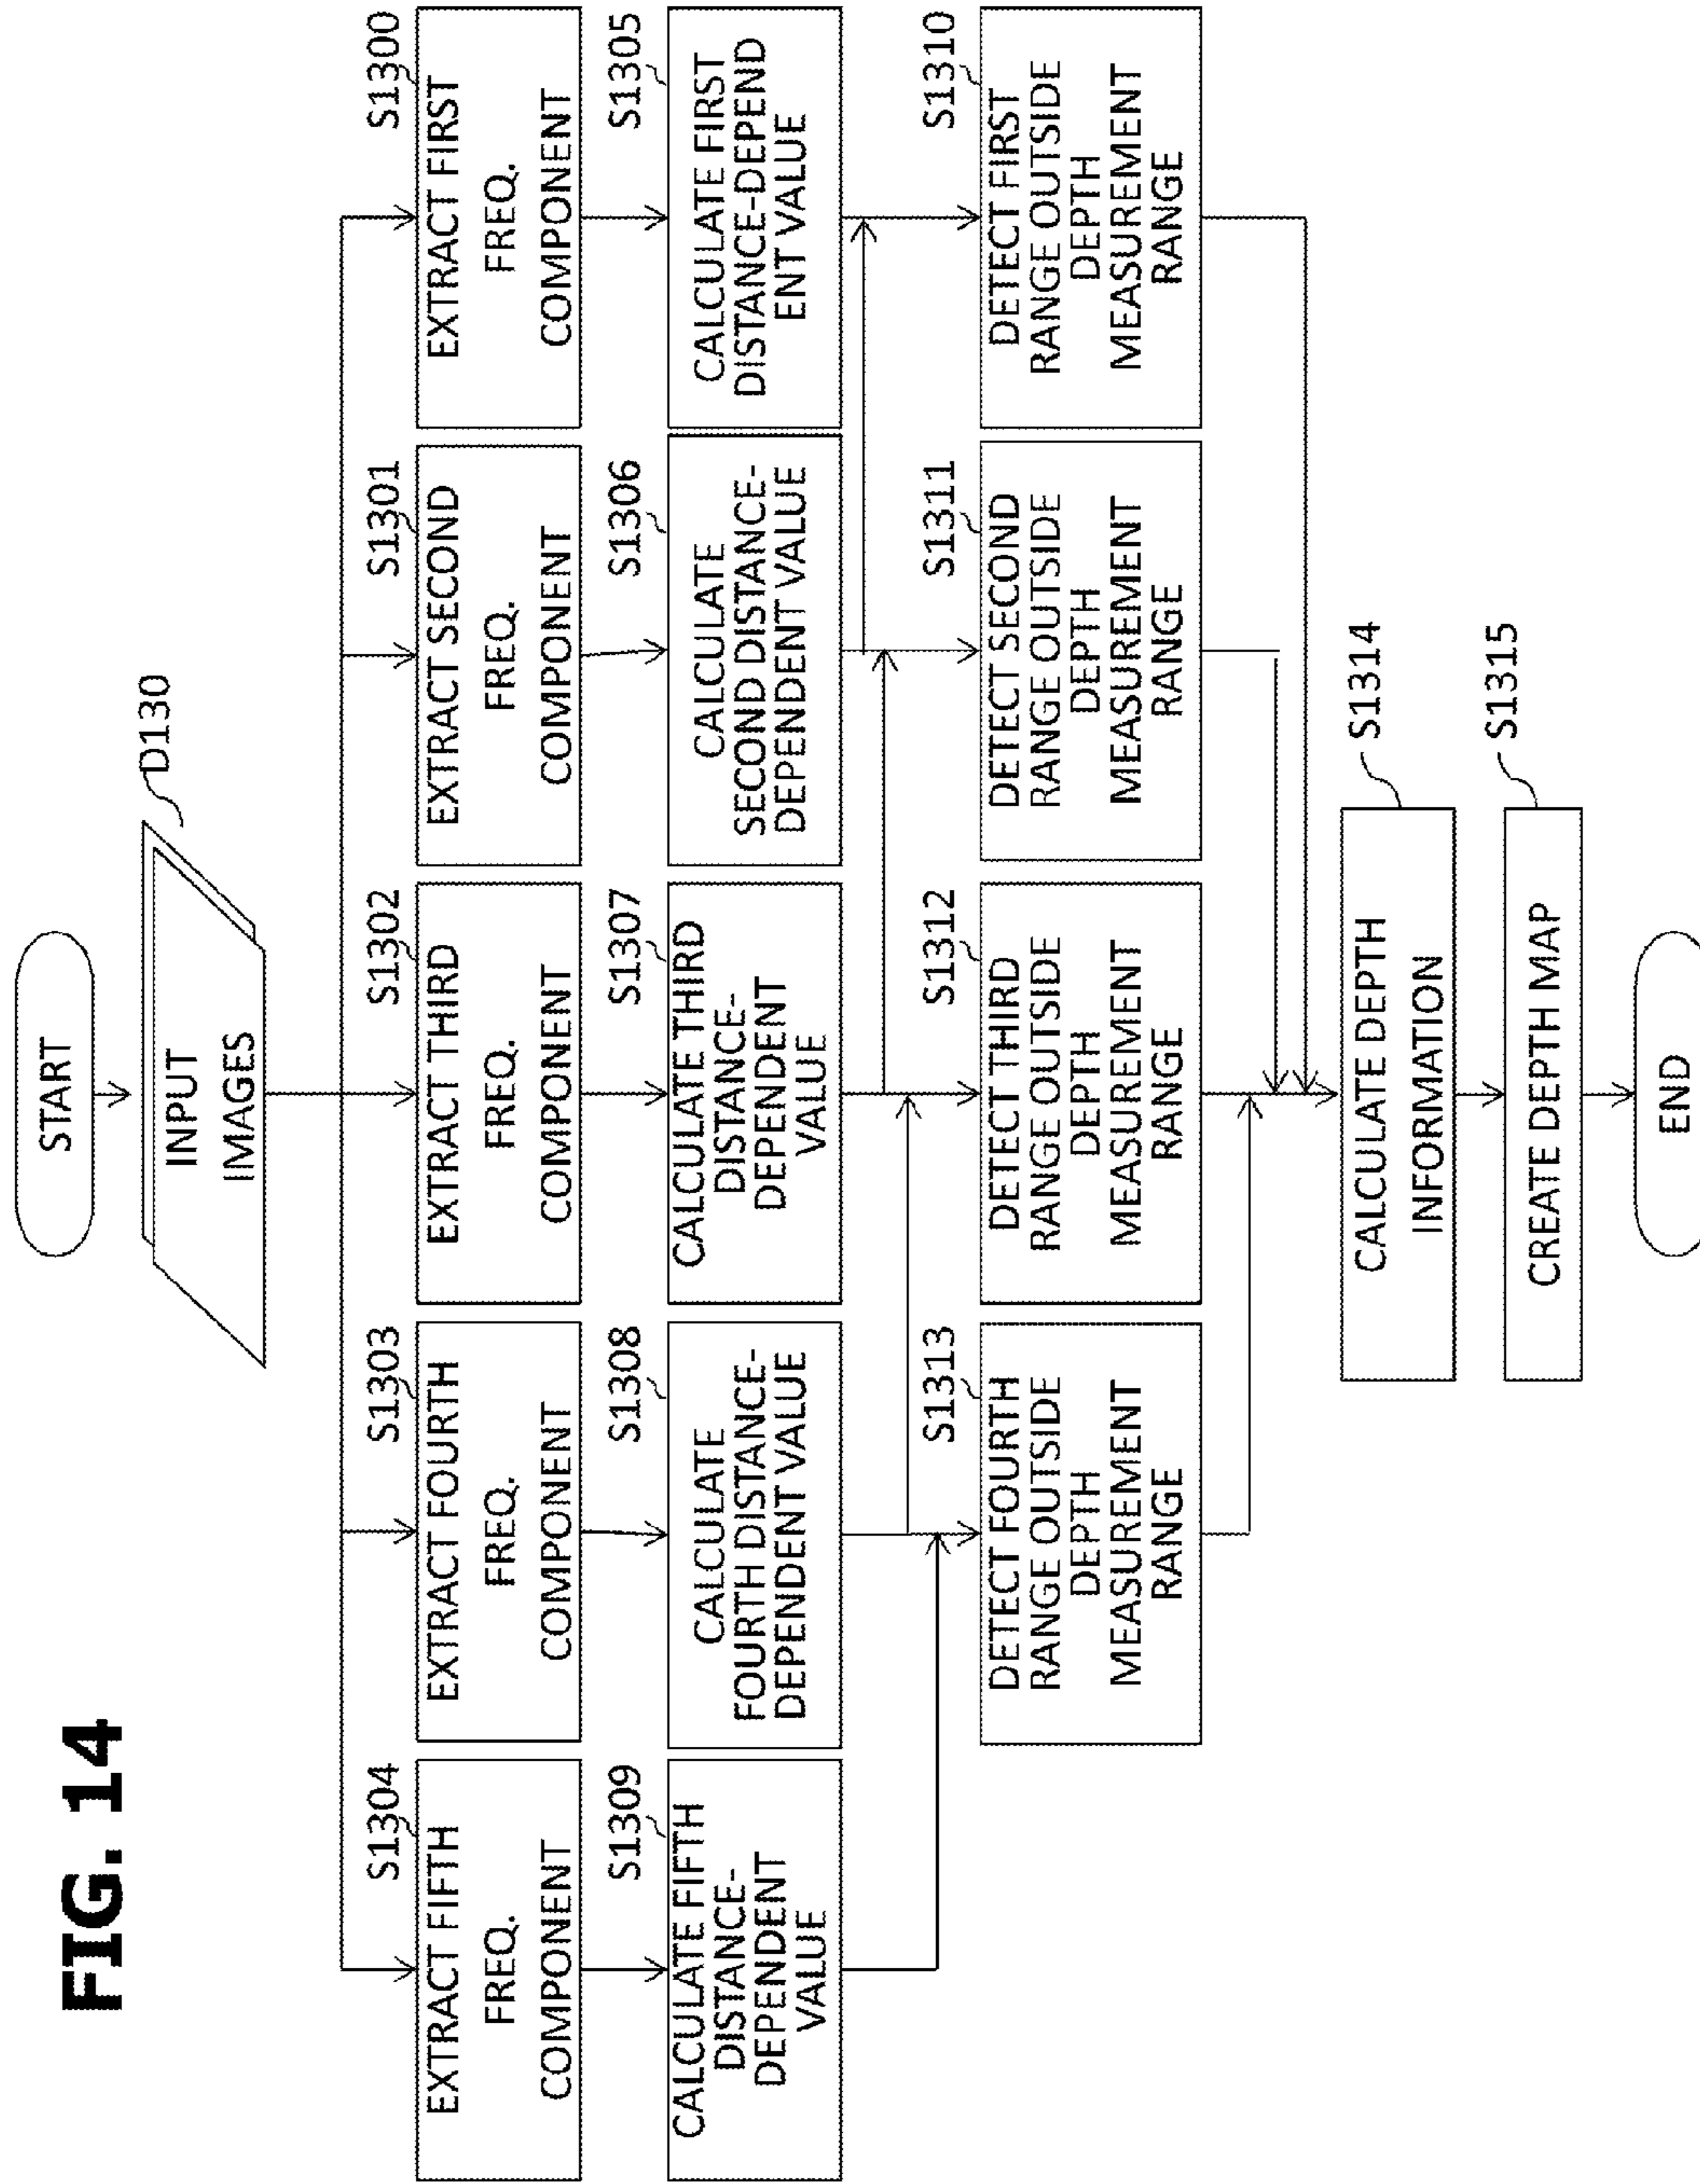 FIG. 14
START
D130
INPUT
IMAGES
S1304
EXTRACT FIFTH
FREQ.
COMPONENT
S1303
EXTRACT FOURTH
FREQ.
COMPONENT
S1302
EXTRACT THIRD
FREQ.
COMPONENT
S1301
EXTRACT SECOND
FREQ.
COMPONENT
S1300
EXTRACT FIRST
FREQ.
COMPONENT
S1309
CALCULATE FIFTH
DISTANCE-
DEPENDENT
VALUE
S1308
CALCULATE
FOURTH DISTANCE-
DEPENDENT VALUE
S1307
CALCULATE THIRD
DISTANCE-
DEPENDENT
VALUE
S1306
CALCULATE
SECOND DISTANCE-
DEPENDENT VALUE
S1305
CALCULATE FIRST
DISTANCE-DEPEND
ENT VALUE
S1313
DETECT FOURTH
RANGE OUTSIDE
DEPTH
MEASUREMENT
RANGE
S1312
DETECT THIRD
RANGE OUTSIDE
DEPTH
MEASUREMENT
RANGE
S1311
DETECT SECOND
RANGE OUTSIDE
DEPTH
MEASUREMENT
RANGE
S1310
DETECT FIRST
RANGE OUTSIDE
DEPTH
MEASUREMENT
RANGE
S1314
CALCULATE DEPTH
INFORMATION
S1315
CREATE DEPTH MAP
END